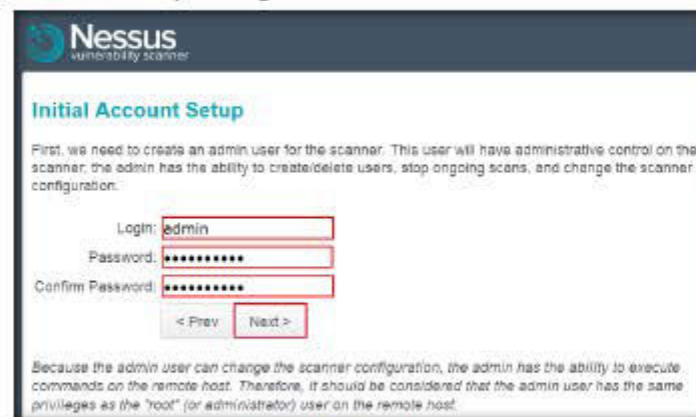 Nessus
vulnerability scanner
Initial Account Setup
First, we need to create an admin user for the scanner. This user will have administrative control on the
scanner; the admin has the ability to create/delete users, stop ongoing scans, and change the scanner
configuration.
Login: admin
Password: ••••••••••
Confirm Password: ••••••••••
< Prev Next >
Because the admin user can change the scanner configuration, the admin has the ability to execute
commands on the remote host. Therefore, it should be considered that the admin user has the same
privileges as the "root" (or administrator) user on the remote host.